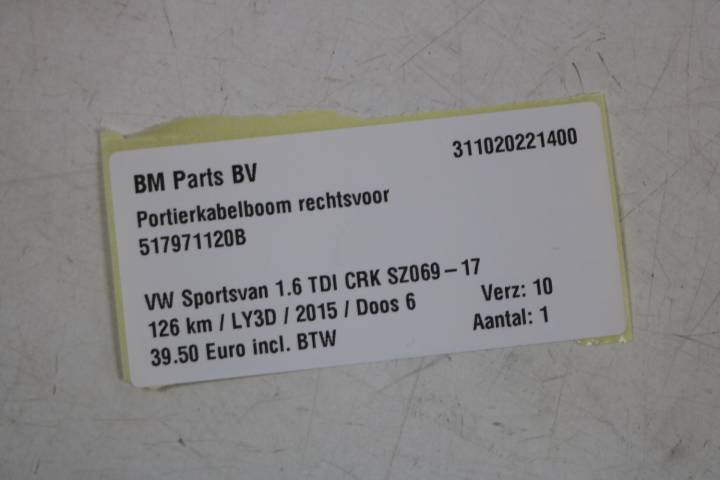 BM Parts BV 311020221400
Portierkabelboom rechtsvoor
517971120B
VW Sportsvan 1.6 TDI CRK SZ069-17
126 km / LY3D / 2015 / Doos 6 Verz: 10
39.50 Euro incl. BTW Aantal: 1